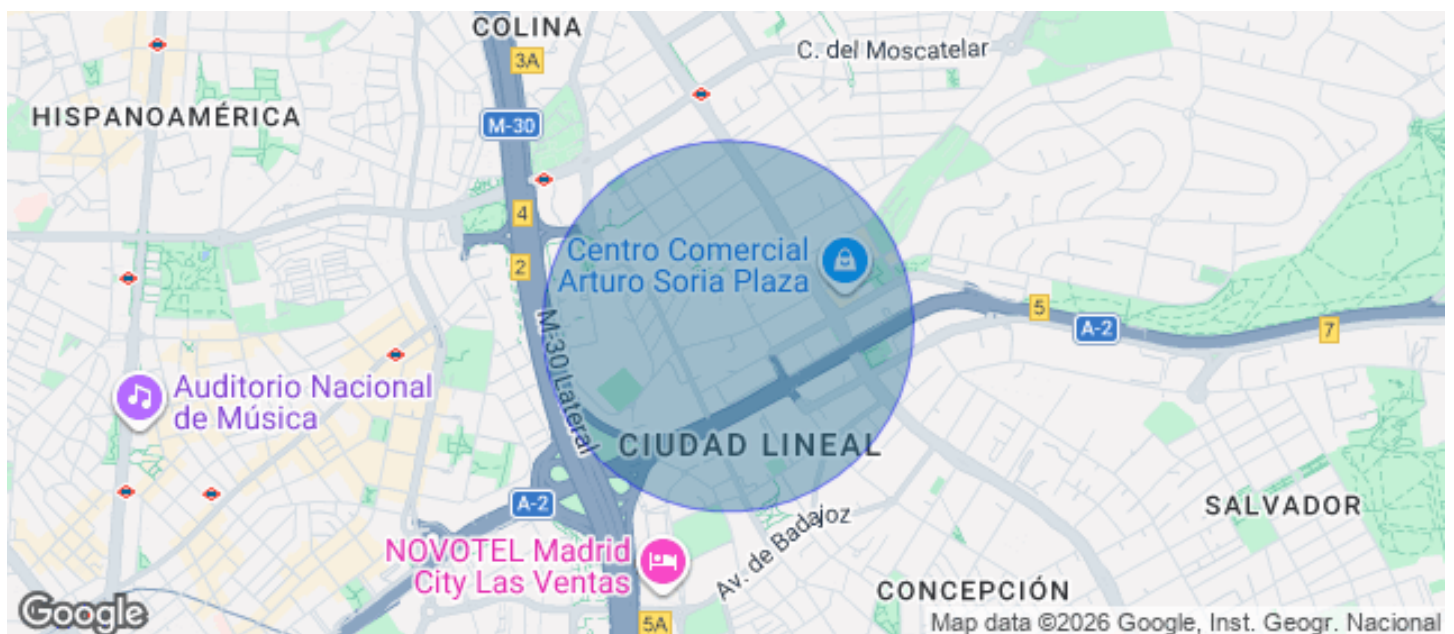 COLINA
3A
C. del Moscatelar
HISPANOAMÉRICA
M-30
4
2
Centro Comercial
Arturo Soria Plaza
5
A-2
7
M-30 Lateral
Auditorio Nacional
de Música
CIUDAD LINEAL
A-2
SALVADOR
Av. de Badajoz
NOVOTEL Madrid
City Las Ventas
CONCEPCIÓN
5A
Google
Map data ©2026 Google, Inst. Geogr. Nacional